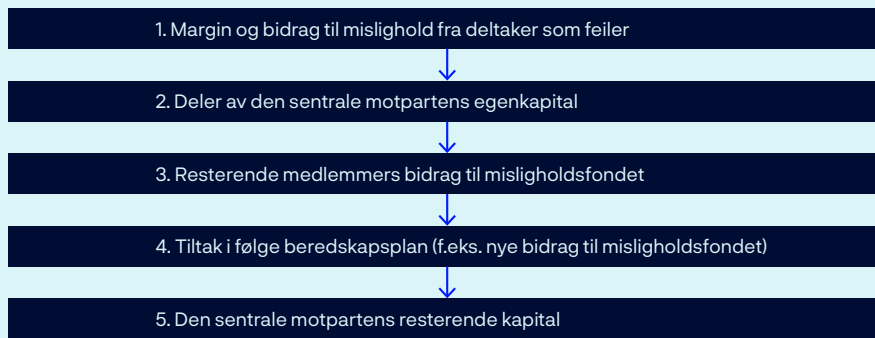 1. Margin og bidrag til mislighold fra deltaker som feiler
2. Deler av den sentrale motpartens egenkapital
3. Resterende medlemmers bidrag til misligholdsfondet
4. Tiltak i følge beredskapsplan (f.eks. nye bidrag til misligholdsfondet)
5. Den sentrale motpartens resterende kapital